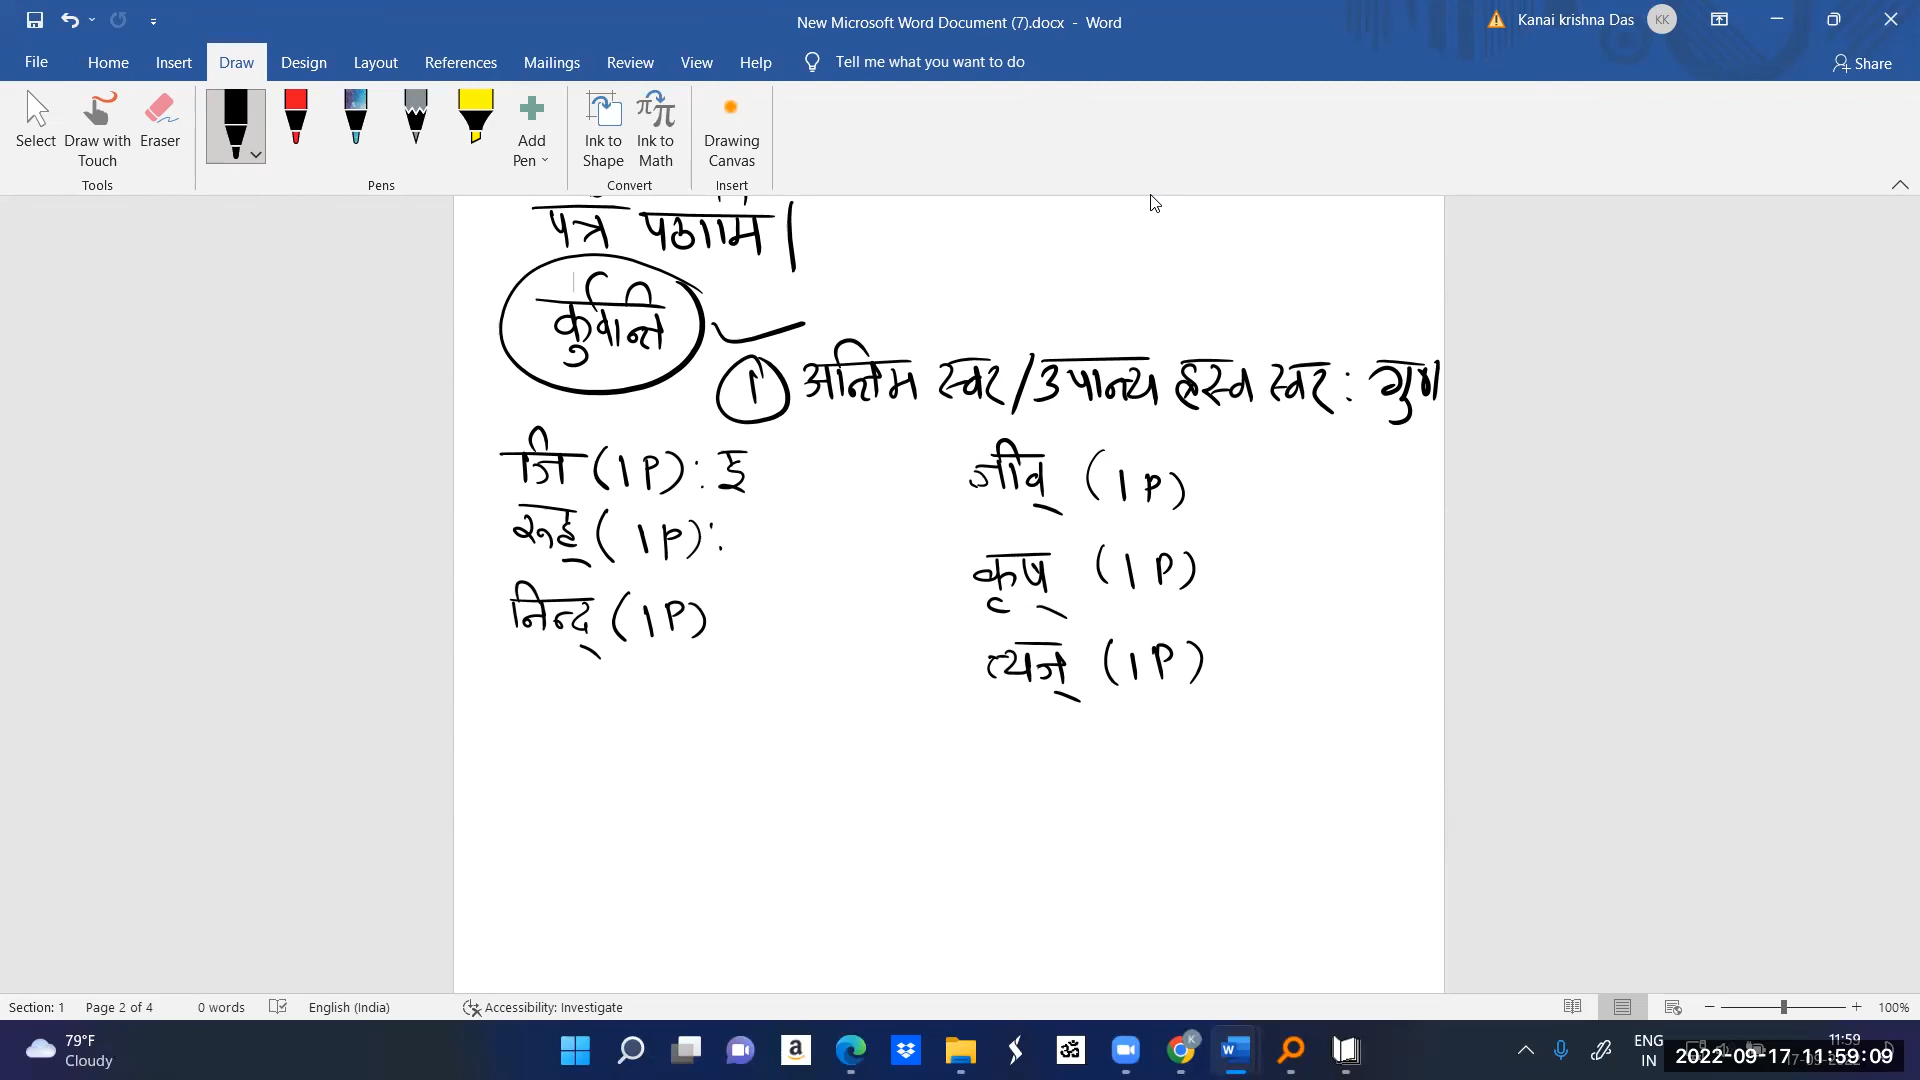 New Microsoft Word Document (7).docx - Word
Kanai krishna Das KK
File Home Insert Draw Design Layout References Mailings Review View Help Tell me what you want to do Share
Select Draw with Touch Eraser Add Pen Ink to Shape Ink to Math Drawing Canvas
Tools Pens Convert Insert
पत्र पठामि |
कुर्वन्ति
१ अन्तिम स्वर / उपान्त्य ह्रस्व स्वर : गुण
जि (1P) : इ
जीव् (1P)
रुह् (1P) :
कृष् (1P)
निन्द् (1P)
त्यज् (1P)
Section: 1 Page 2 of 4 0 words English (India) Accessibility: Investigate 100%
79°F
Cloudy
ENG
IN
11:59
2022-09-17 11:59:09